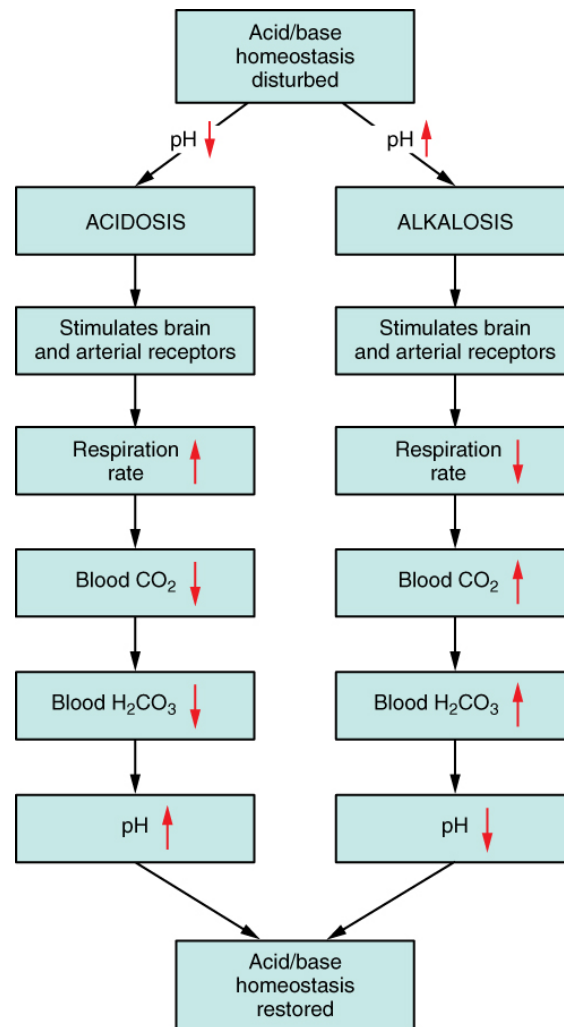 Acid/base
homeostasis
disturbed
pH
pH
ACIDOSIS
ALKALOSIS
Stimulates brain
and arterial receptors
Stimulates brain
and arterial receptors
Respiration
rate
Respiration
rate
Blood CO₂
Blood CO₂
Blood H₂CO₃
Blood H₂CO₃
pH
pH
Acid/base
homeostasis
restored